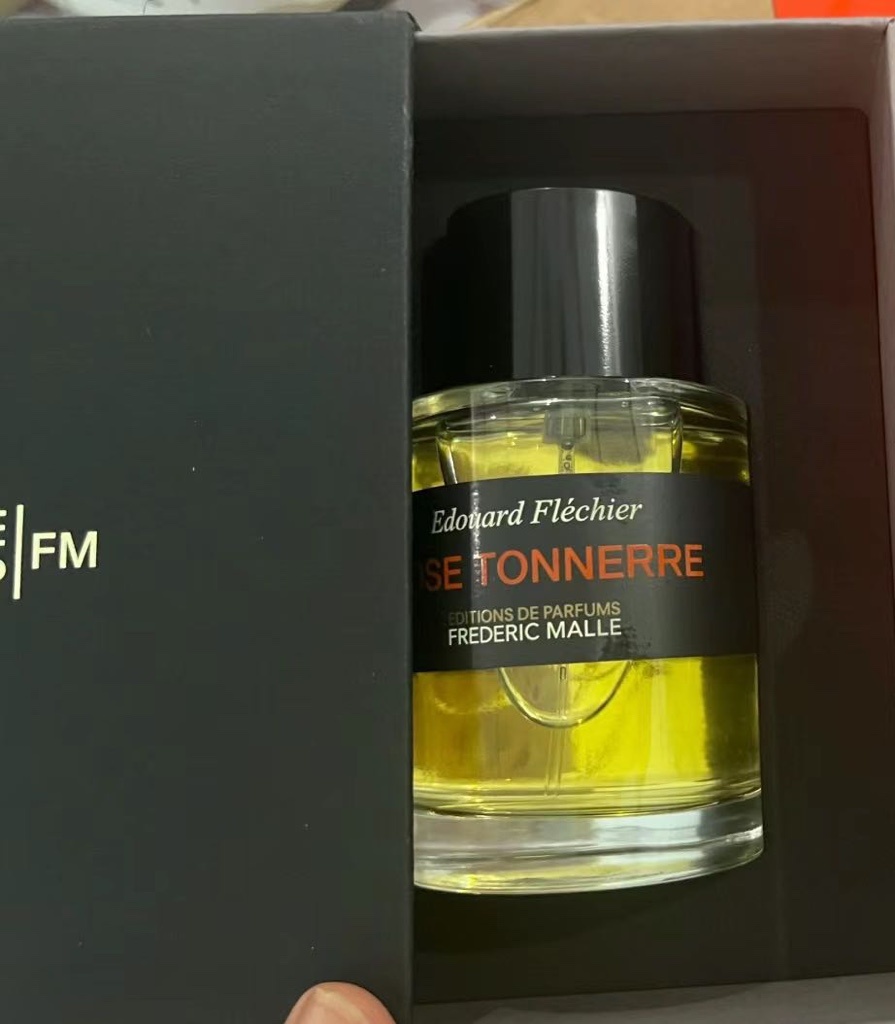 FM
Edouard Fléchier
SE TONNERRE
EDITIONS DE PARFUMS
FREDERIC MALLE